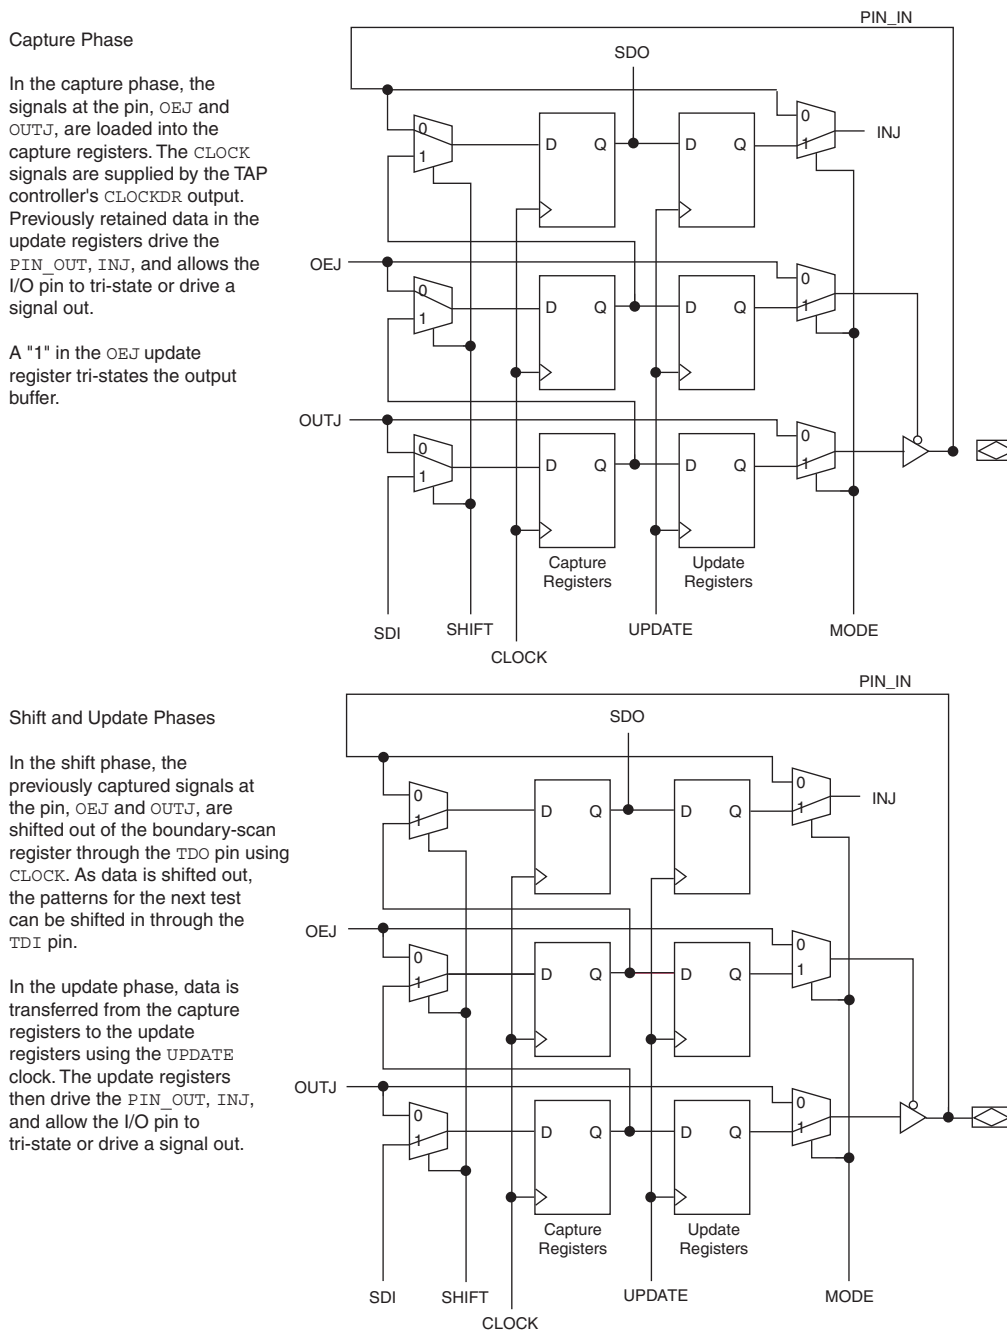 Capture Phase
In the capture phase, the
signals at the pin, OEJ and
OUTJ, are loaded into the
capture registers. The CLOCK
signals are supplied by the TAP
controller's CLOCKDR output.
Previously retained data in the
update registers drive the
PIN_OUT, INJ, and allows the
I/O pin to tri-state or drive a
signal out.
A "1" in the OEJ update
register tri-states the output
buffer.
PIN_IN
SDO
0
1
D Q
D Q
0
1
INJ
OEJ
0
1
D Q
D Q
0
1
OUTJ
0
1
D Q
D Q
0
1
Capture
Registers
Update
Registers
SDI
SHIFT
CLOCK
UPDATE
MODE
Shift and Update Phases
In the shift phase, the
previously captured signals at
the pin, OEJ and OUTJ, are
shifted out of the boundary-scan
register through the TDO pin using
CLOCK. As data is shifted out,
the patterns for the next test
can be shifted in through the
TDI pin.
In the update phase, data is
transferred from the capture
registers to the update
registers using the UPDATE
clock. The update registers
then drive the PIN_OUT, INJ,
and allow the I/O pin to
tri-state or drive a signal out.
PIN_IN
SDO
0
1
D Q
D Q
0
1
INJ
OEJ
0
1
D Q
D Q
0
1
OUTJ
0
1
D Q
D Q
0
1
Capture
Registers
Update
Registers
SDI
SHIFT
CLOCK
UPDATE
MODE